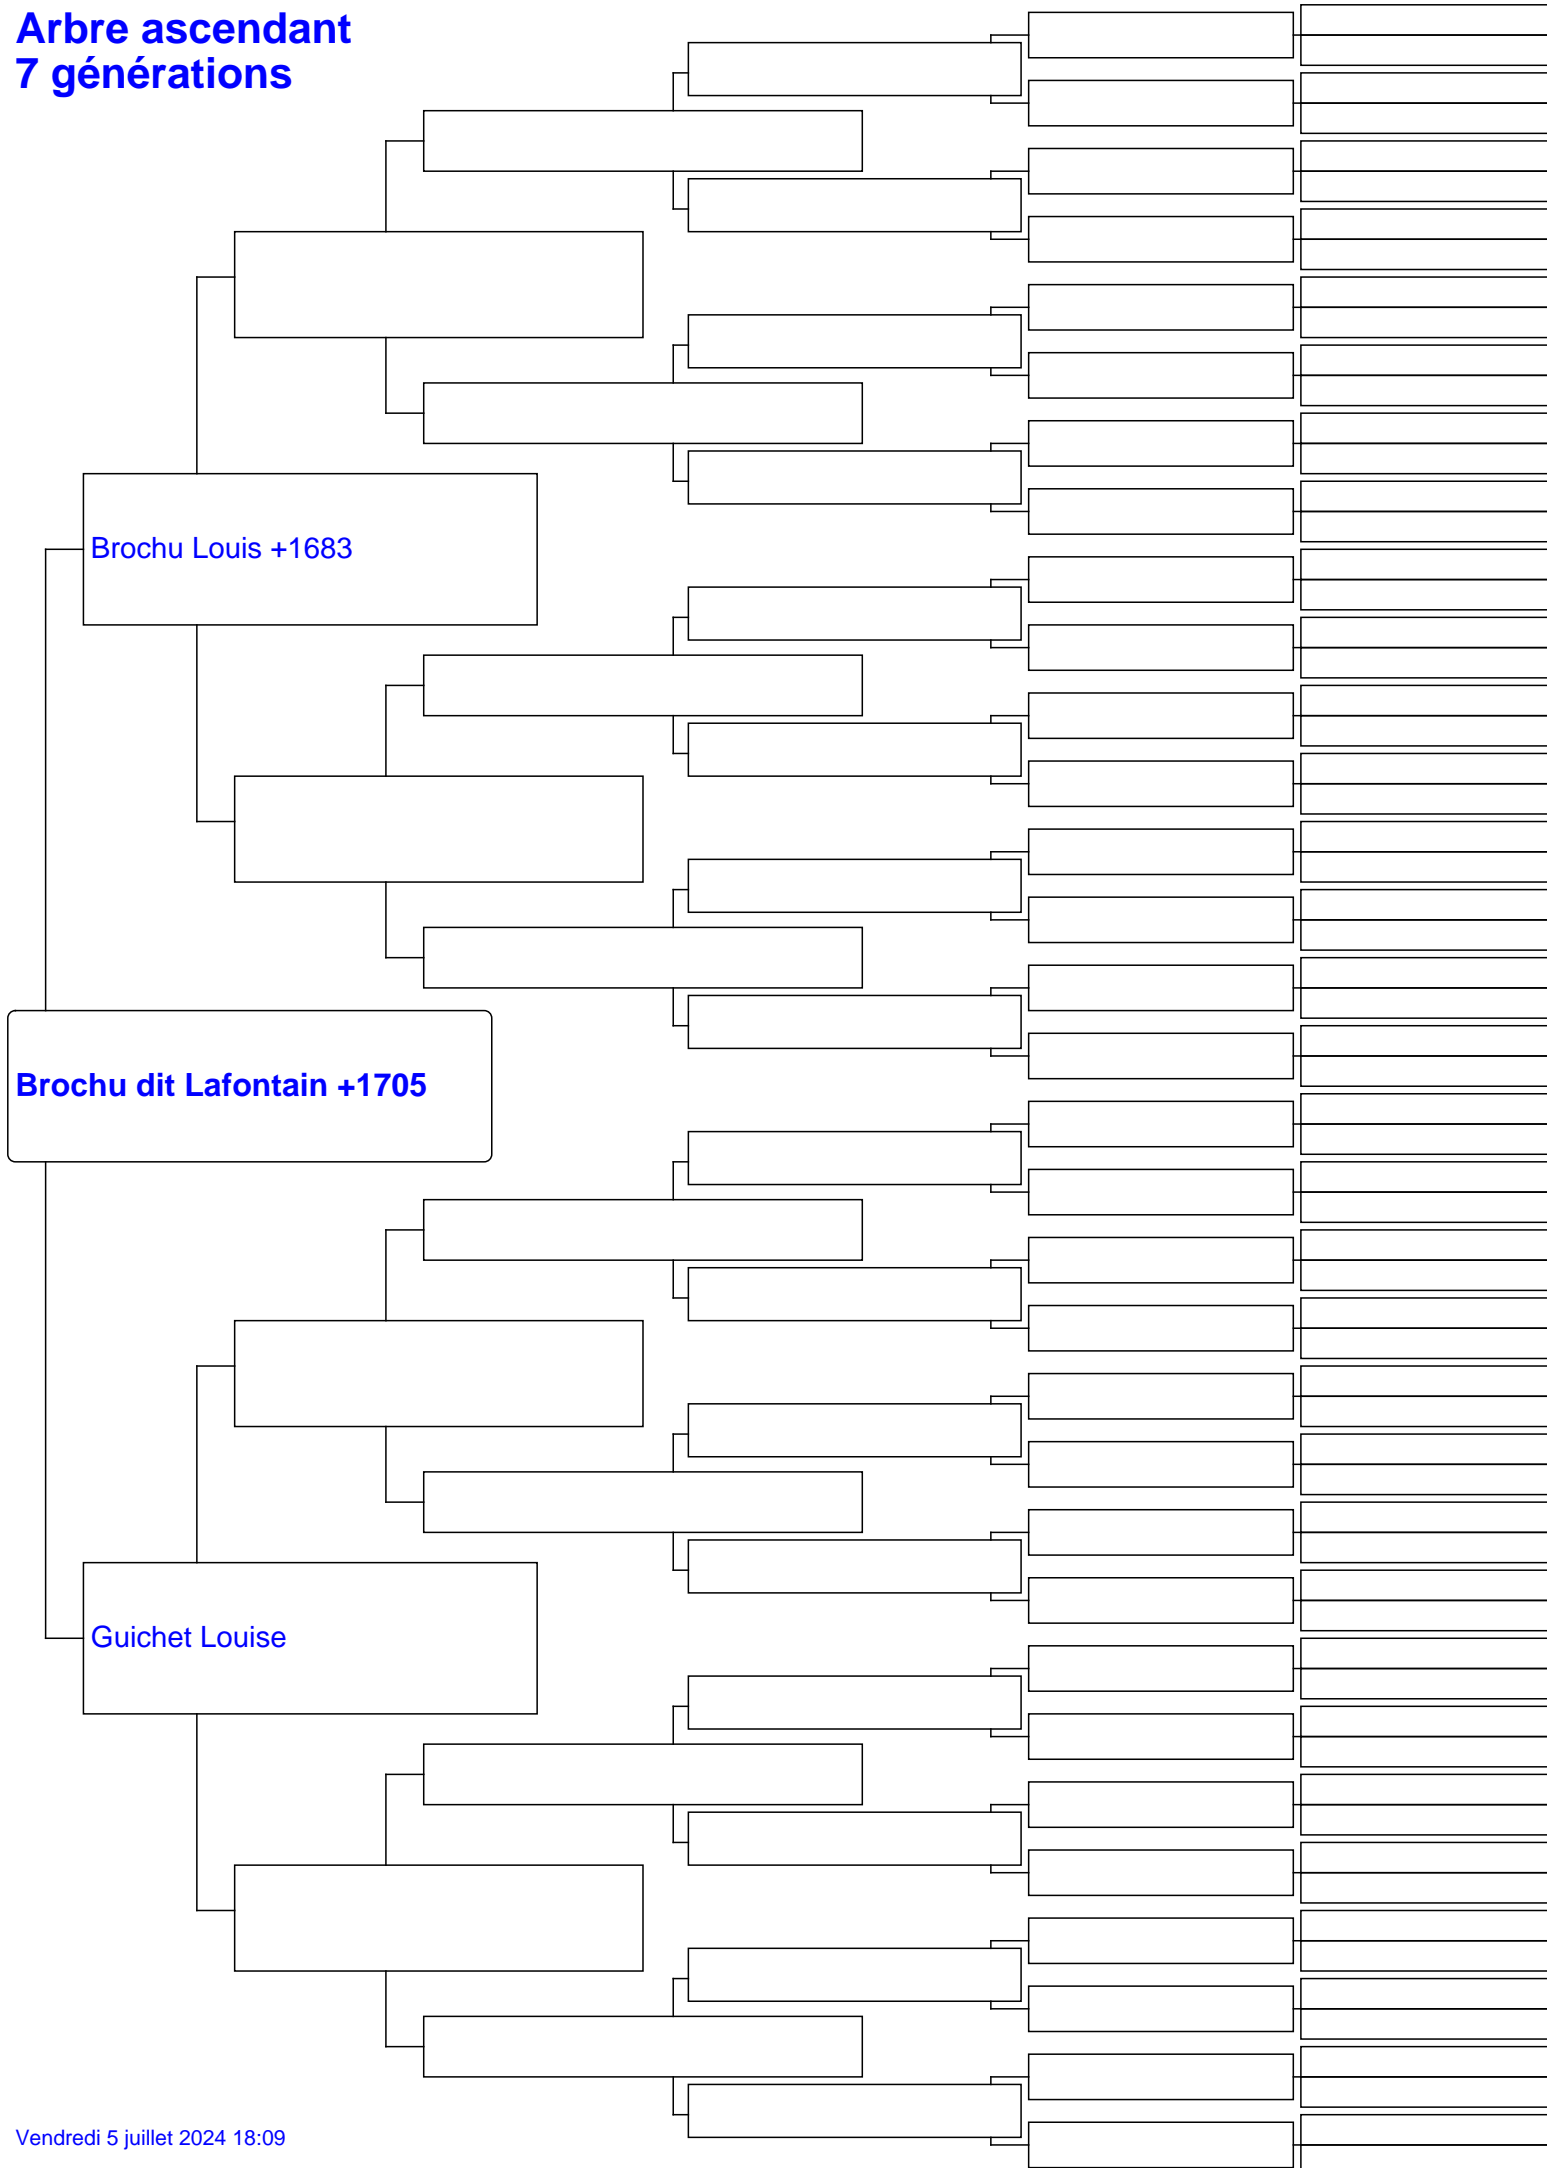 Arbre ascendant
7 générations
Brochu Louis +1683
Brochu dit Lafontain +1705
Guichet Louise
Vendredi 5 juillet 2024 18:09